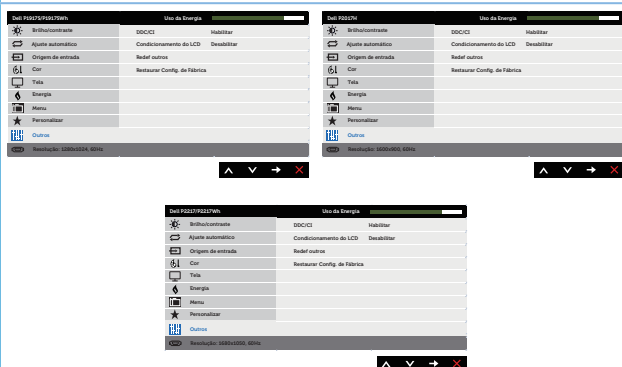 Dell P1917S/P1917SWh Uso da Energia
Brilho/contraste DDC/CI Habilitar
Ajuste automático Condicionamento do LCD Desabilitar
Origem de entrada Redef outros
Cor Restaurar Config. de Fábrica
Tela
Energia
Menu
Personalizar
Outros
Resolução: 1280x1024, 60Hz
Dell P2017H Uso da Energia
Brilho/contraste DDC/CI Habilitar
Ajuste automático Condicionamento do LCD Desabilitar
Origem de entrada Redef outros
Cor Restaurar Config. de Fábrica
Tela
Energia
Menu
Personalizar
Outros
Resolução: 1600x900, 60Hz
Dell P2217/P2217Wh Uso da Energia
Brilho/contraste DDC/CI Habilitar
Ajuste automático Condicionamento do LCD Desabilitar
Origem de entrada Redef outros
Cor Restaurar Config. de Fábrica
Tela
Energia
Menu
Personalizar
Outros
Resolução: 1680x1050, 60Hz